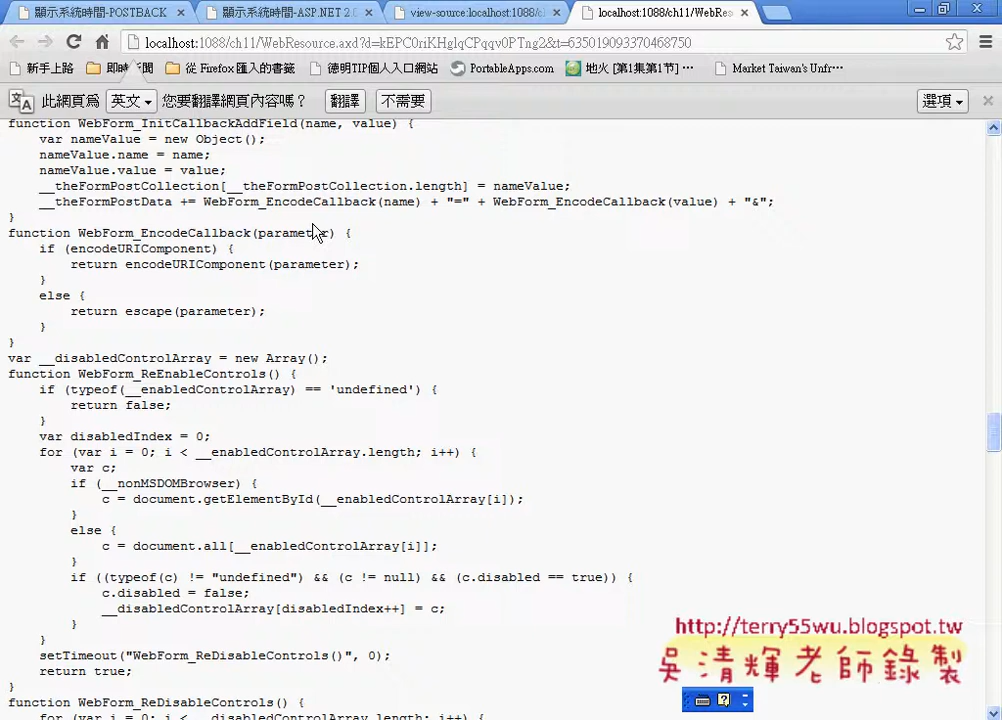 顯示系統時間-POSTBACK
顯示系統時間-ASP.NET 2.
view-source:localhost:1088/c
localhost:1088/ch11/WebRes
localhost:1088/ch11/WebResource.axd?d=kEPC0riKHglqCPqqv0PTng2&t=635019093370468750
新手上路
從 Firefox 匯入的書籤
德明TIP個人入口網站
PortableApps.com
地火 [第1集第1节] ···
Market Taiwan's Unfr···
此網頁為 英文 您要翻譯網頁內容嗎？ 翻譯 不需要 選項
function WebForm_InitCallbackAddField(name, value) {
var nameValue = new Object();
nameValue.name = name;
nameValue.value = value;
__theFormPostCollection[__theFormPostCollection.length] = nameValue;
__theFormPostData += WebForm_EncodeCallback(name) + "=" + WebForm_EncodeCallback(value) + "&";
}
function WebForm_EncodeCallback(parameter) {
if (encodeURIComponent) {
return encodeURIComponent(parameter);
}
else {
return escape(parameter);
}
}
var __disabledControlArray = new Array();
function WebForm_ReEnableControls() {
if (typeof(__enabledControlArray) == 'undefined') {
return false;
}
var disabledIndex = 0;
for (var i = 0; i < __enabledControlArray.length; i++) {
var c;
if (__nonMSDOMBrowser) {
c = document.getElementById(__enabledControlArray[i]);
}
else {
c = document.all[__enabledControlArray[i]];
}
if ((typeof(c) != "undefined") && (c != null) && (c.disabled == true)) {
c.disabled = false;
__disabledControlArray[disabledIndex++] = c;
}
}
setTimeout("WebForm_ReDisableControls()", 0);
return true;
}
function WebForm_ReDisableControls() {
for (var i = 0; i < __disabledControlArray.length; i++) {
http://terry55wu.blogspot.tw
吳清輝老師錄製